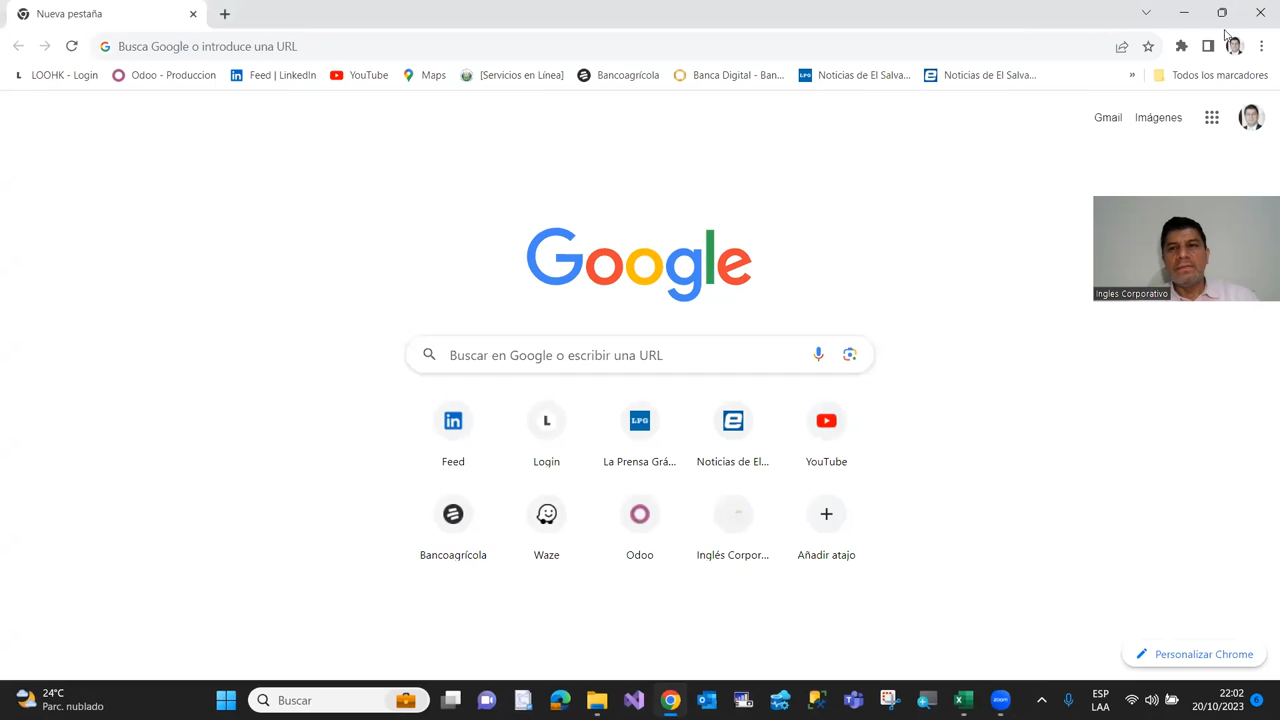 Nueva pestaña
Busca Google o introduce una URL
LOOHK - Login
Odoo - Produccion
Feed | LinkedIn
YouTube
Maps
[Servicios en Línea]
Bancoagrícola
Banca Digital - Ban...
LPG
Noticias de El Salva...
Noticias de El Salva...
»
Todos los marcadores
Gmail
Imágenes
Google
Ingles Corporativo
Buscar en Google o escribir una URL
Feed
Login
La Prensa Grá...
Noticias de El...
YouTube
Bancoagrícola
Waze
Odoo
Inglés Corpor...
Añadir atajo
Personalizar Chrome
24°C
Parc. nublado
Buscar
zoom
ESP
LAA
22:02
20/10/2023